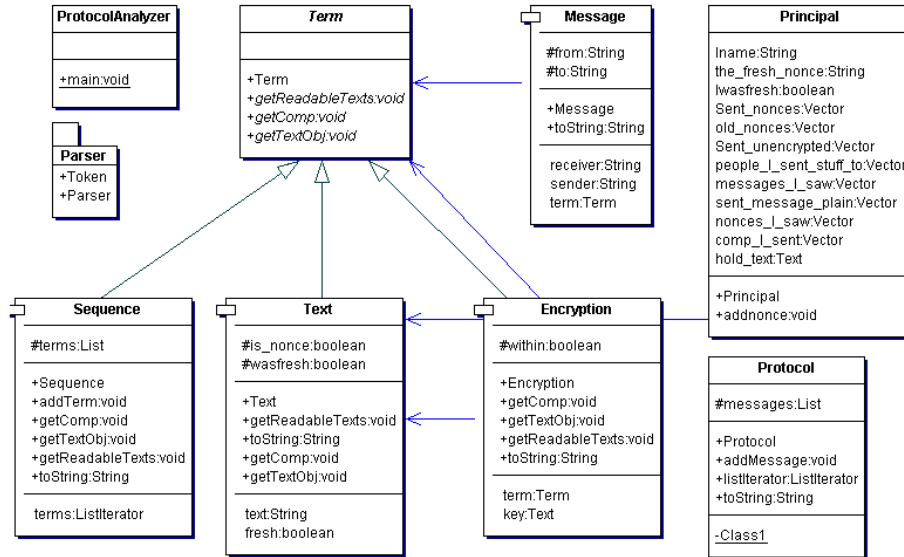 ProtocolAnalyzer
+main:void
Parser
+Token
+Parser
Term
+Term
+getReadableTexts:void
+getComp:void
+getTextObj:void
Message
#from:String
#to:String
+Message
+toString:String
receiver:String
sender:String
term:Term
Principal
Iname:String
the_fresh_nonce:String
Iwasfresh:boolean
Sent_nonces:Vector
old_nonces:Vector
Sent_unencrypted:Vector
people_I_sent_stuff_to:Vector
messages_I_saw:Vector
sent_message_plain:Vector
nonces_I_saw:Vector
comp_I_sent:Vector
hold_text:Text
+Principal
+addnonce:void
Sequence
#terms:List
+Sequence
+addTerm:void
+getComp:void
+getTextObj:void
+getReadableTexts:void
+toString:String
terms:ListIterator
Text
#is_nonce:boolean
#wasfresh:boolean
+Text
+getReadableTexts:void
+toString:String
+getComp:void
+getTextObj:void
text:String
fresh:boolean
Encryption
#within:boolean
+Encryption
+getComp:void
+getTextObj:void
+getReadableTexts:void
+toString:String
term:Term
key:Text
Protocol
#messages:List
+Protocol
+addMessage:void
+listIterator:ListIterator
+toString:String
-Class1